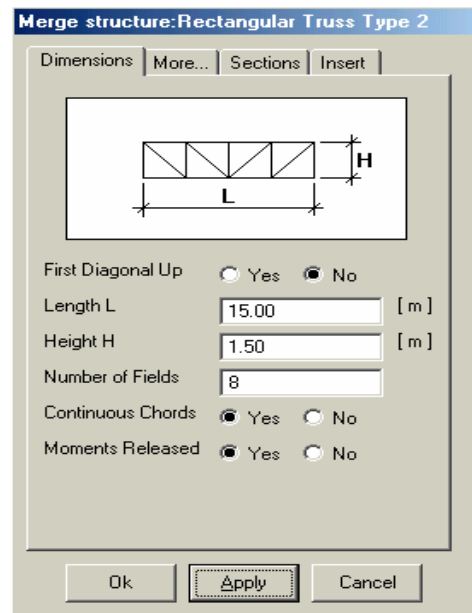 Merge structure:Rectangular Truss Type 2
Dimensions More... Sections Insert
H
L
First Diagonal Up Yes No
Length L 15.00 [ m ]
Height H 1.50 [ m ]
Number of Fields 8
Continuous Chords Yes No
Moments Released Yes No
Ok Apply Cancel